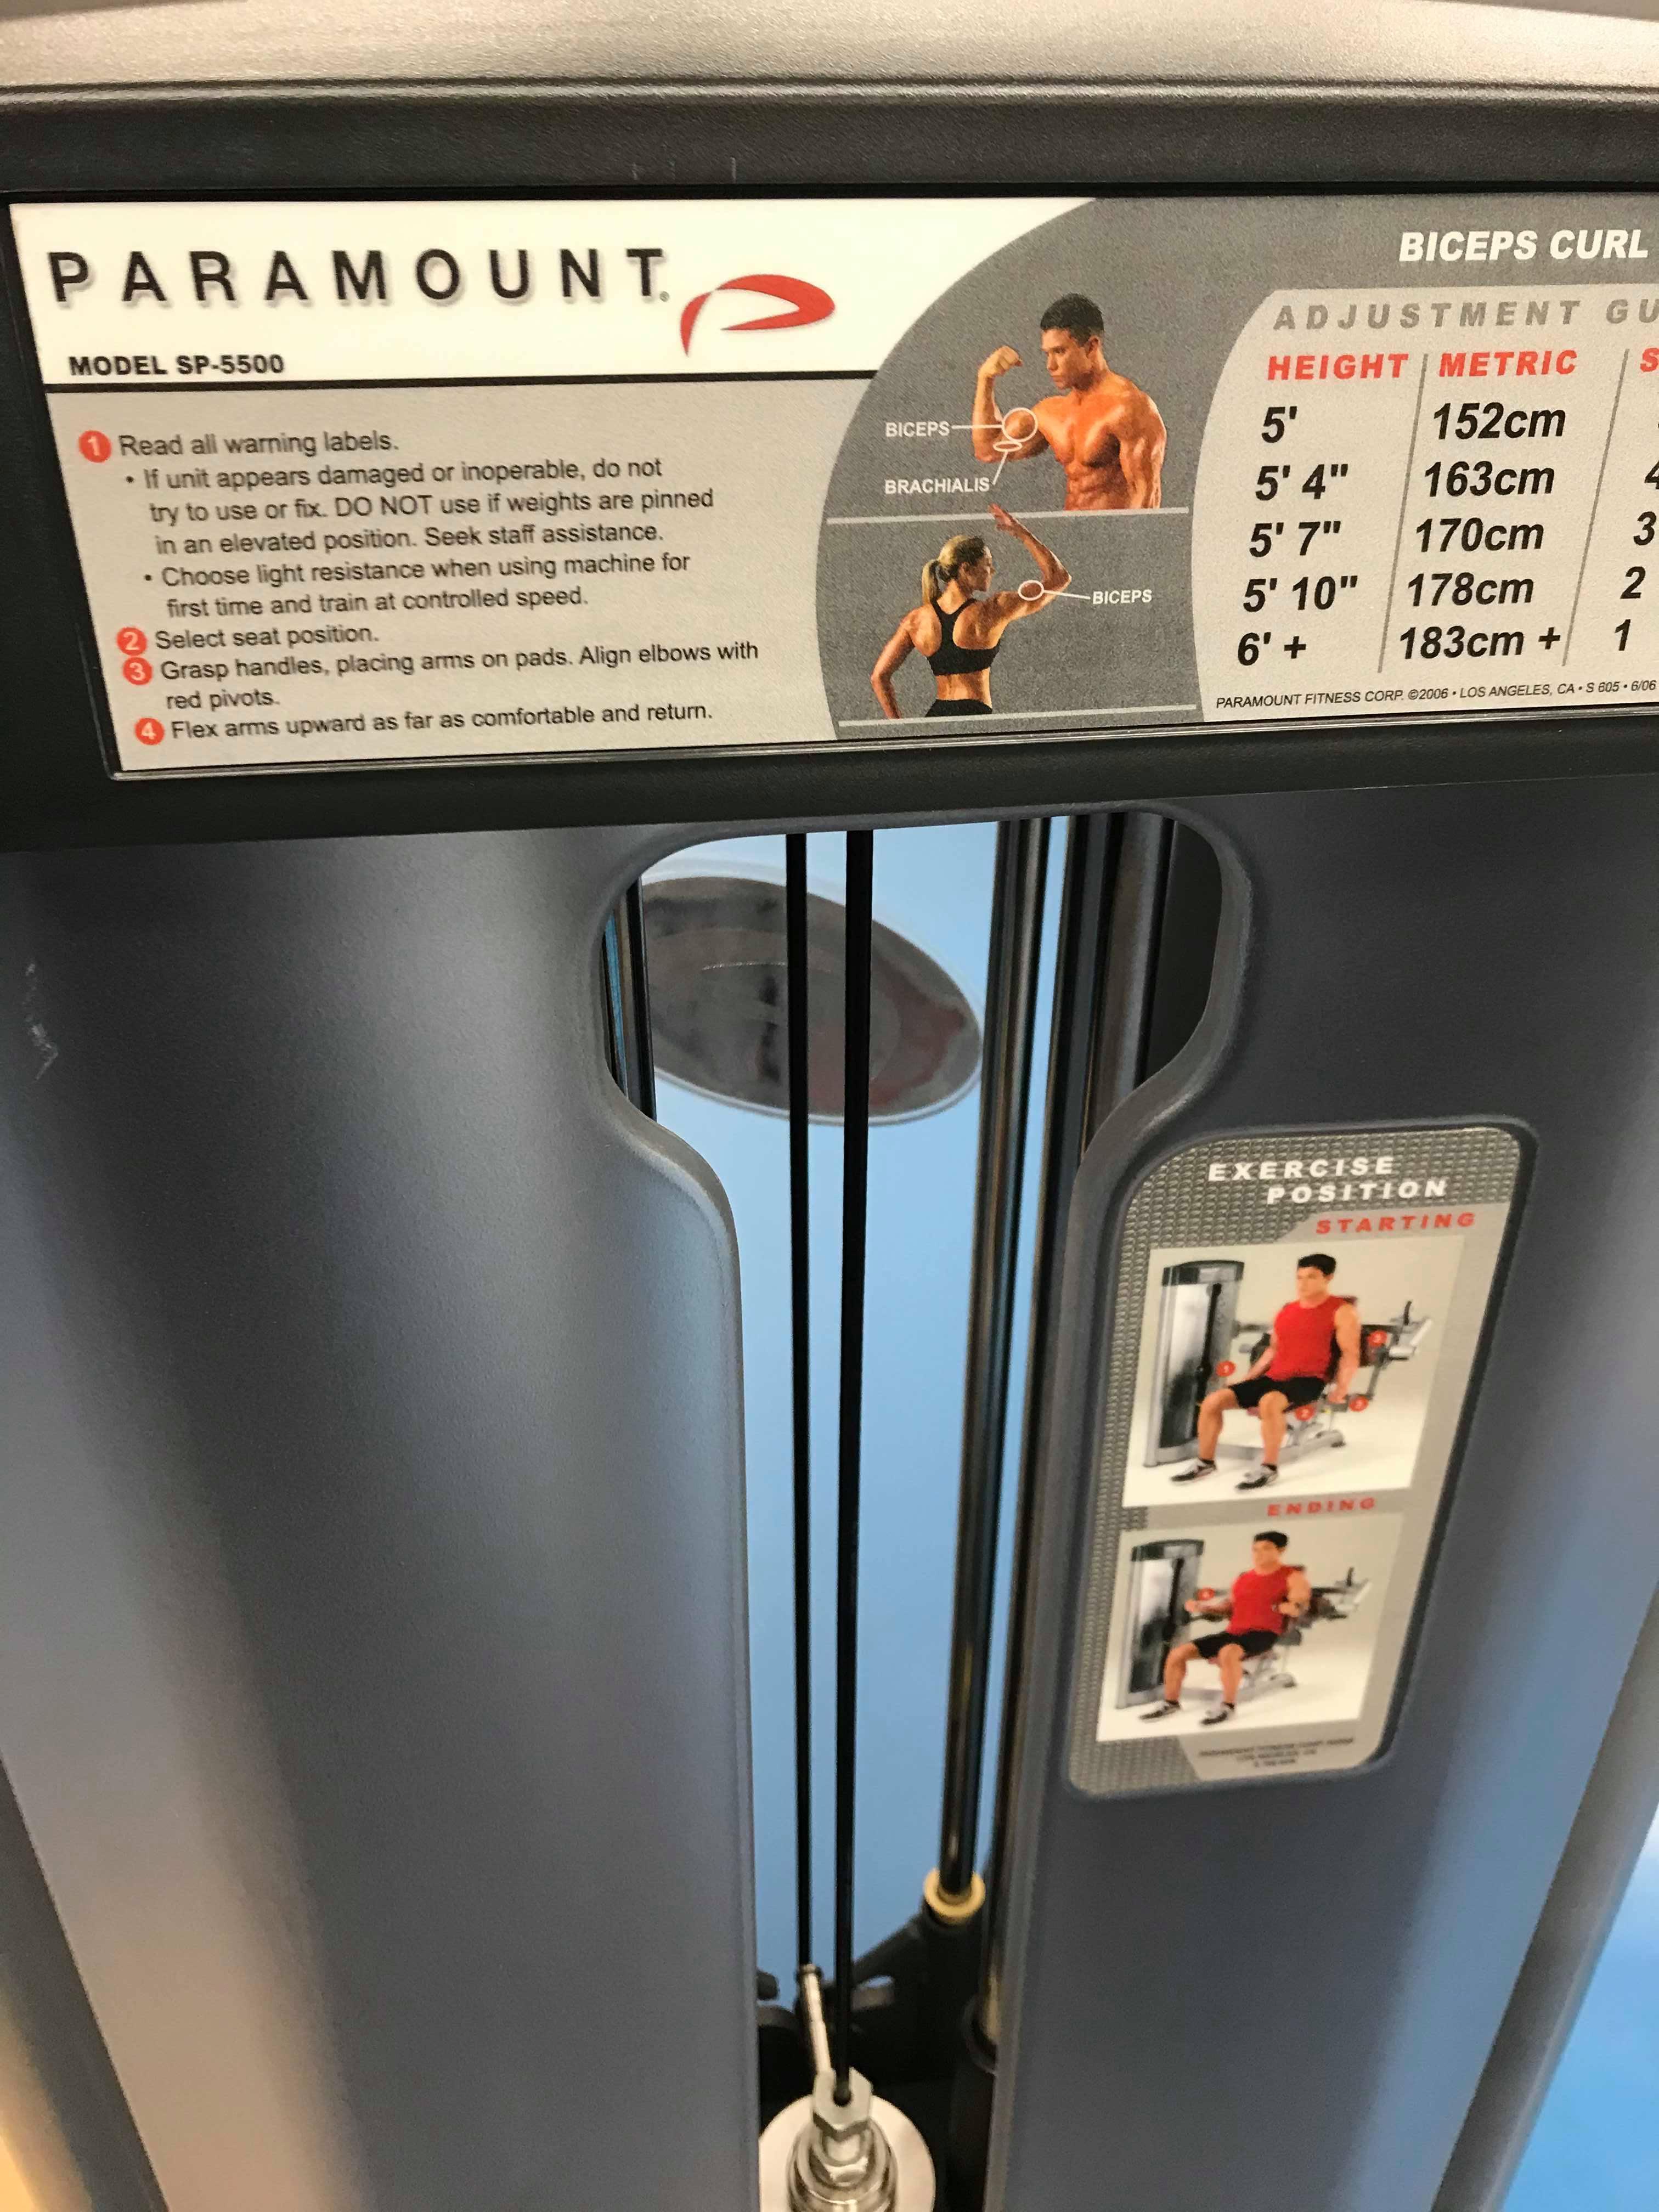 PARAMOUNT®
MODEL SP-5500
1 Read all warning labels.
• If unit appears damaged or inoperable, do not
try to use or fix. DO NOT use if weights are pinned
in an elevated position. Seek staff assistance.
• Choose light resistance when using machine for
first time and train at controlled speed.
2 Select seat position.
3 Grasp handles, placing arms on pads. Align elbows with
red pivots.
4 Flex arms upward as far as comfortable and return.
BICEPS
BRACHIALIS
BICEPS
BICEPS CURL
ADJUSTMENT GU
HEIGHT METRIC S
5' 152cm
5' 4" 163cm 4
5' 7" 170cm 3
5' 10" 178cm 2
6' + 183cm + 1
PARAMOUNT FITNESS CORP. ©2006 • LOS ANGELES, CA • S 605 • 6/06
EXERCISE
POSITION
STARTING
ENDING